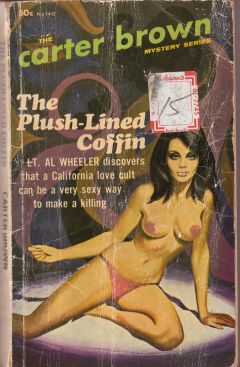 50c
THE
carter brown
MYSTERY SERIES
The
Plush-Lined
Coffin
LT. AL WHEELER discovers
that a California love cult
can be a very sexy way
to make a killing
15
CARTER BROWN